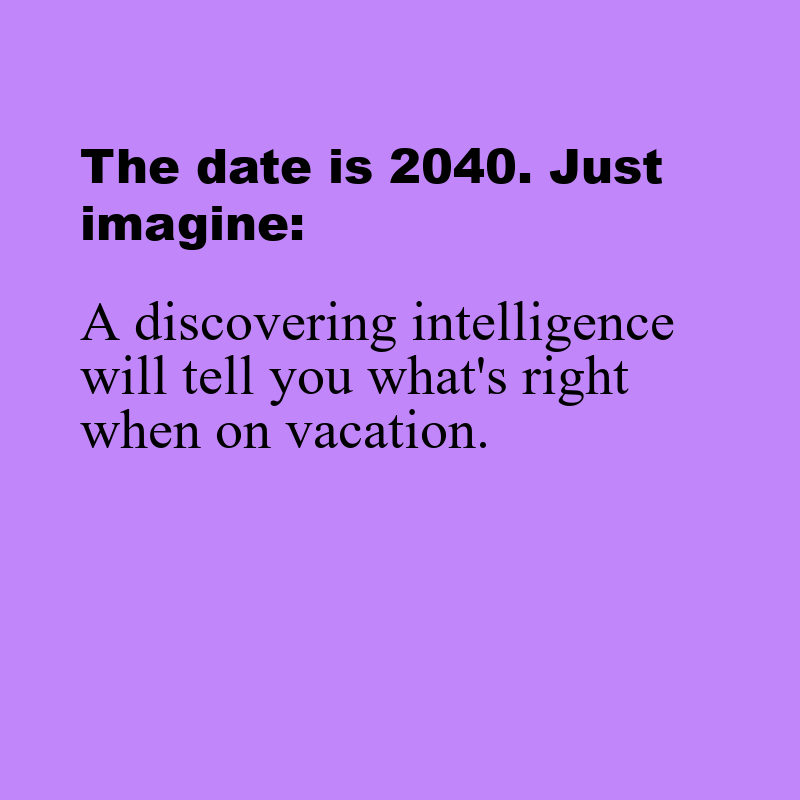 The date is 2040. Just
imagine:
A discovering intelligence
will tell you what's right
when on vacation.